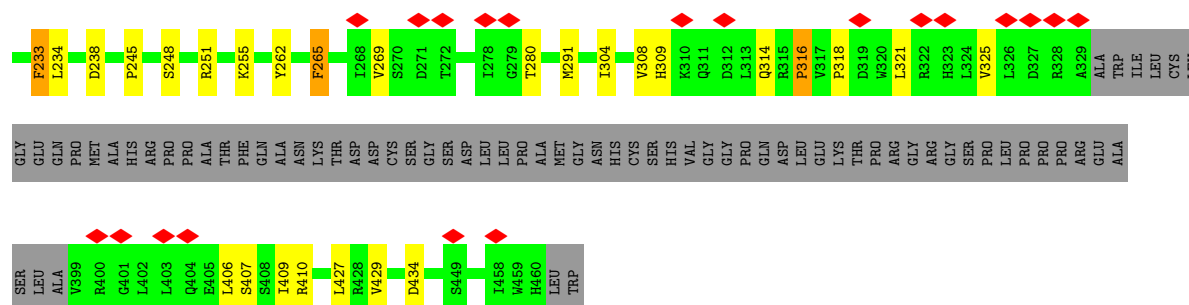 F233 L234 D238 P245 S248 R251 K255 Y262 F265 I268 V269 S270 D271 T272 I278 G279 T280 M291 I304 V308 H309 K310 Q311 D312 L313 Q314 R315 P316 V317 P318 D319 W320 L321 R322 H323 L324 V325 L326 D327 R328 A329 ALA TRP ILE LEU CYS
GLY GLU GLN PRO MET ALA HIS ARG PRO PRO ALA THR PHE GLN ALA ASN LYS THR ASP ASP CYS SER GLY SER ASP LEU LEU PRO ALA MET GLY ASN HIS CYS SER HIS VAL GLY GLY PRO GLN ASP LEU GLU LYS THR PRO ARG GLY ARG GLY SER PRO LEU PRO PRO PRO ARG GLU ALA
SER LEU ALA V399 R400 G401 L402 L403 Q404 E405 L406 S407 S408 I409 R410 L427 R428 V429 D434 S449 I458 W459 H460 LEU TRP